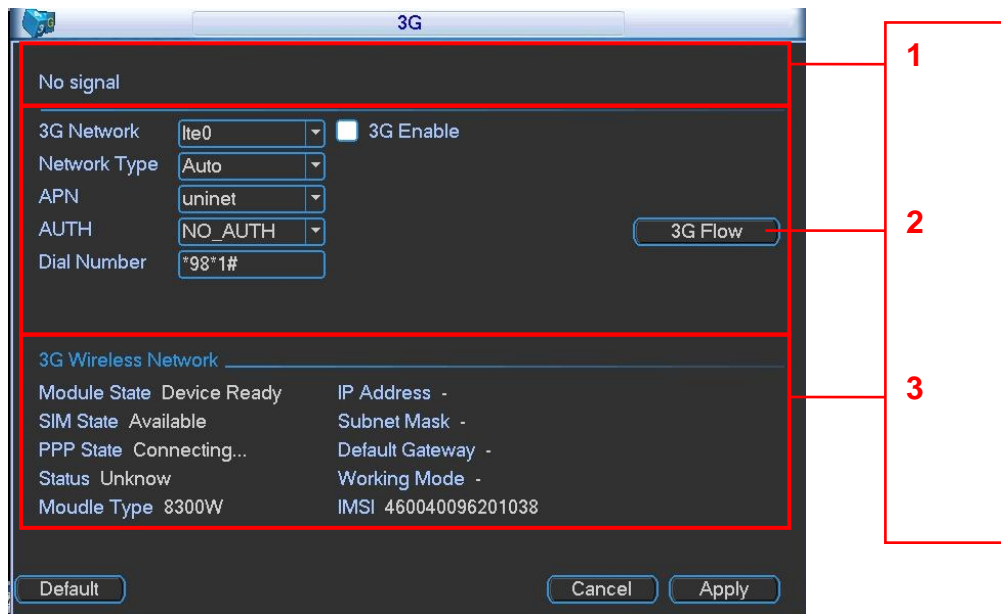 3G
No signal
3G Network lte0 3G Enable
Network Type Auto
APN uninet
AUTH NO_AUTH 3G Flow
Dial Number *98*1#
3G Wireless Network
Module State Device Ready IP Address -
SIM State Available Subnet Mask -
PPP State Connecting... Default Gateway -
Status Unknow Working Mode -
Moudle Type 8300W IMSI 460040096201038
Default Cancel Apply
1
2
3